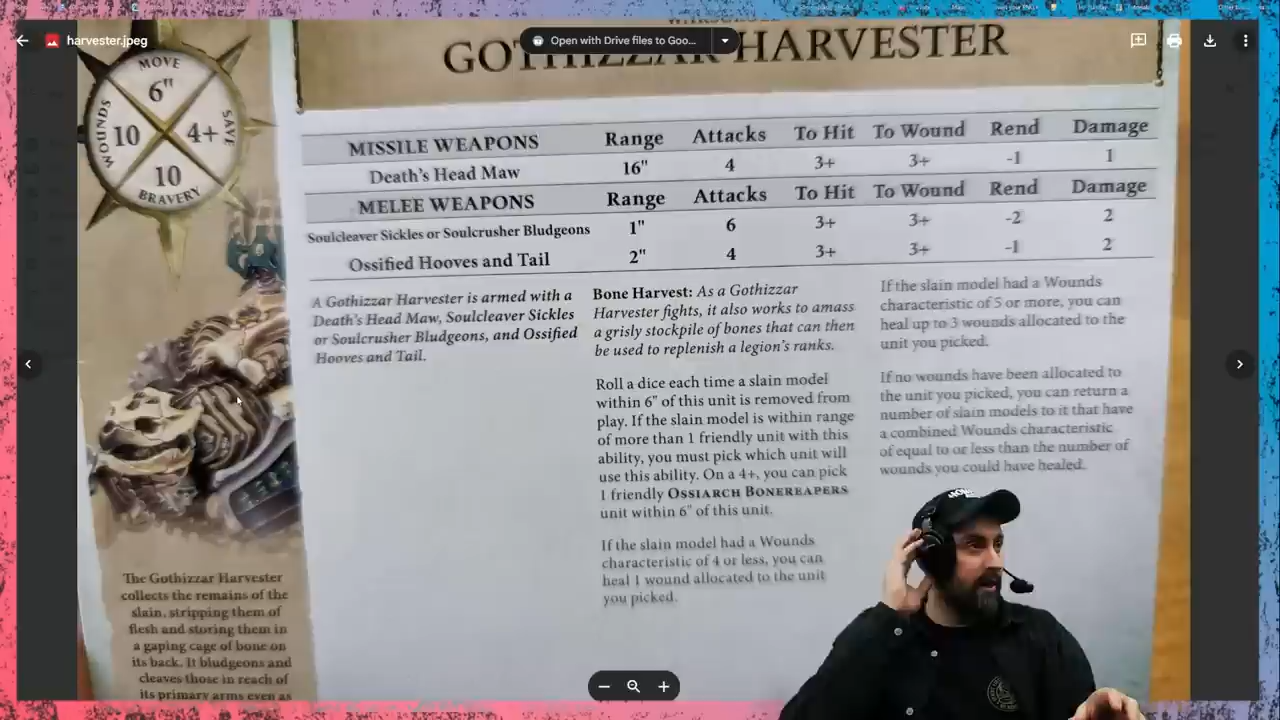 harvester.jpeg
Open with Drive files to Goo...
GOTHIZZAR HARVESTER
MOVE
6"
WOUNDS
10
4+
SAVE
10
BRAVERY
MISSILE WEAPONS Range Attacks To Hit To Wound Rend Damage
Death's Head Maw 16" 4 3+ 3+ -1 1
MELEE WEAPONS Range Attacks To Hit To Wound Rend Damage
Soulcleaver Sickles or Soulcrusher Bludgeons 1" 6 3+ 3+ -2 2
Ossified Hooves and Tail 2" 4 3+ 3+ -1 2
A Gothizzar Harvester is armed with a
Death's Head Maw, Soulcleaver Sickles
or Soulcrusher Bludgeons, and Ossified
Hooves and Tail.
Bone Harvest: As a Gothizzar
Harvester fights, it also works to amass
a grisly stockpile of bones that can then
be used to replenish a legion's ranks.
Roll a dice each time a slain model
within 6" of this unit is removed from
play. If the slain model is within range
of more than 1 friendly unit with this
ability, you must pick which unit will
use this ability. On a 4+, you can pick
1 friendly OSSIARCH BONEREAPERS
unit within 6" of this unit.
If the slain model had a Wounds
characteristic of 4 or less, you can
heal 1 wound allocated to the unit
you picked.
If the slain model had a Wounds
characteristic of 5 or more, you can
heal up to 3 wounds allocated to the
unit you picked.
If no wounds have been allocated to
the unit you picked, you can return a
number of slain models to it that have
a combined Wounds characteristic
of equal to or less than the number of
wounds you could have healed.
The Gothizzar Harvester
collects the remains of the
slain, stripping them of
flesh and storing them in
a gaping cage of bone on
its back. It bludgeons and
cleaves those in reach of
its primary arms even as